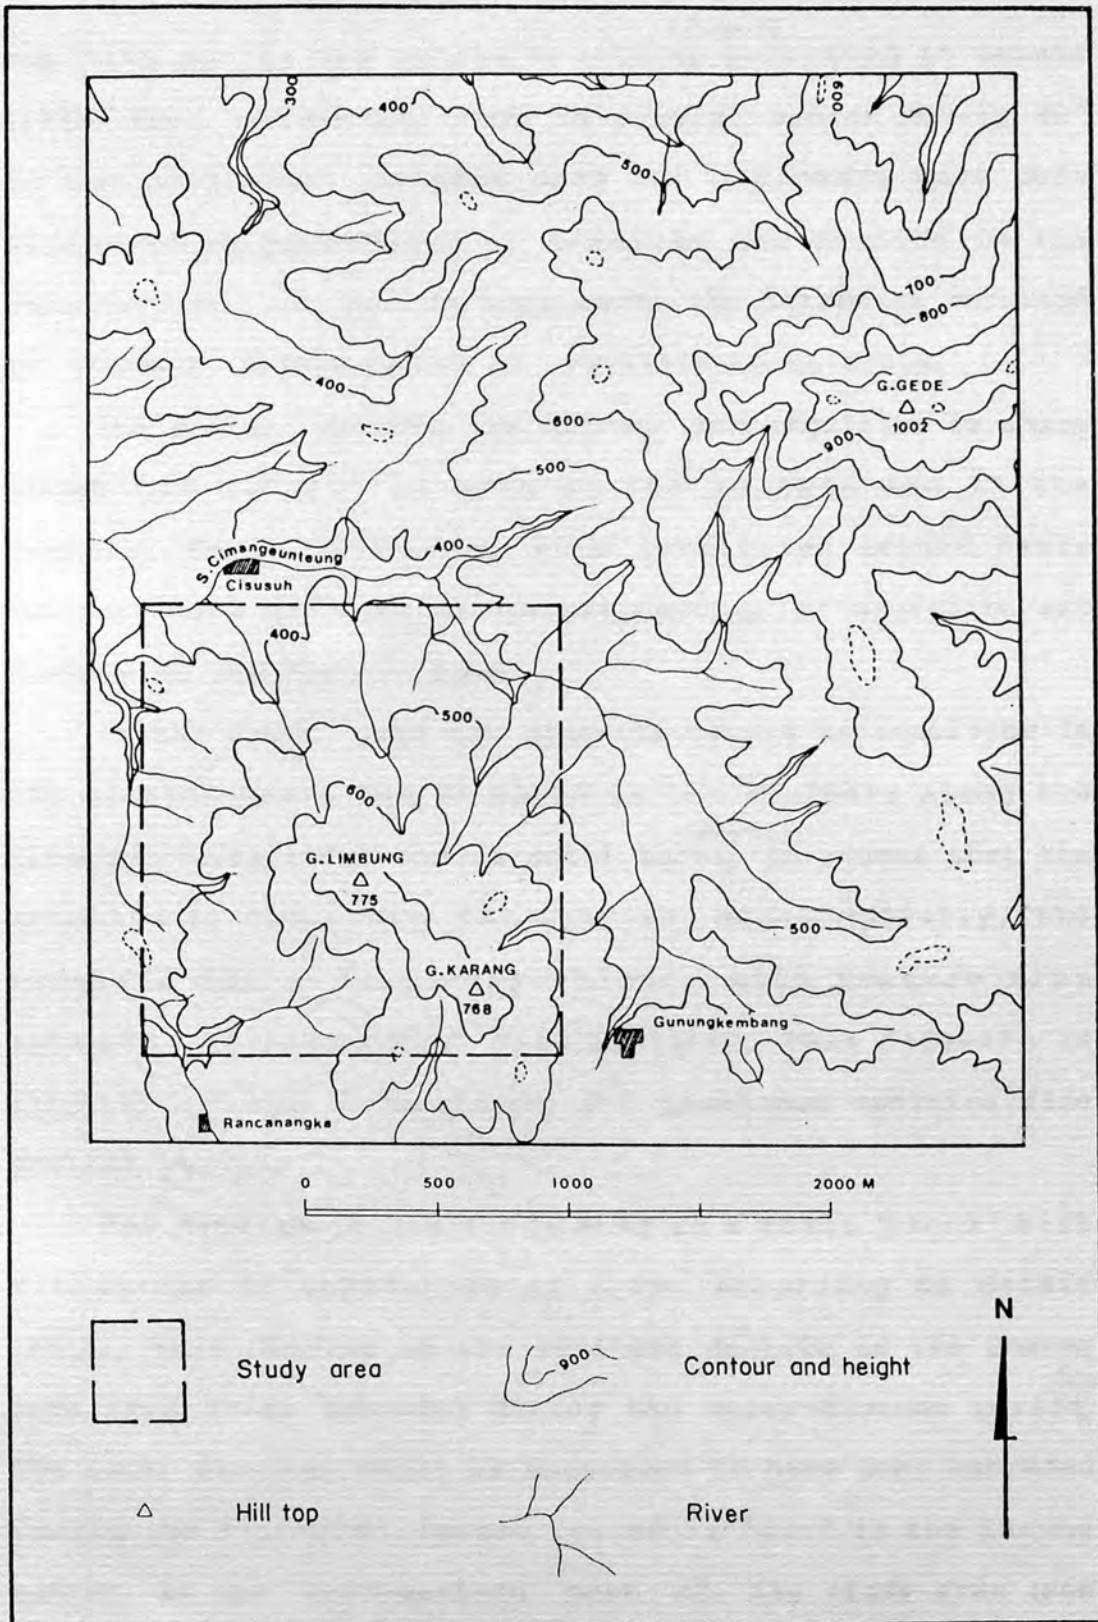 300
400
600
500
700
800
400
G.GEDE
1002
600
900
500
400
S. Cimangeunteung
Cisusuh
400
500
600
G.LIMBUNG
775
500
G.KARANG
768
Gunungkembang
Rancanangka
0 500 1000 2000 M
N
Study area
900
Contour and height
Hill top
River